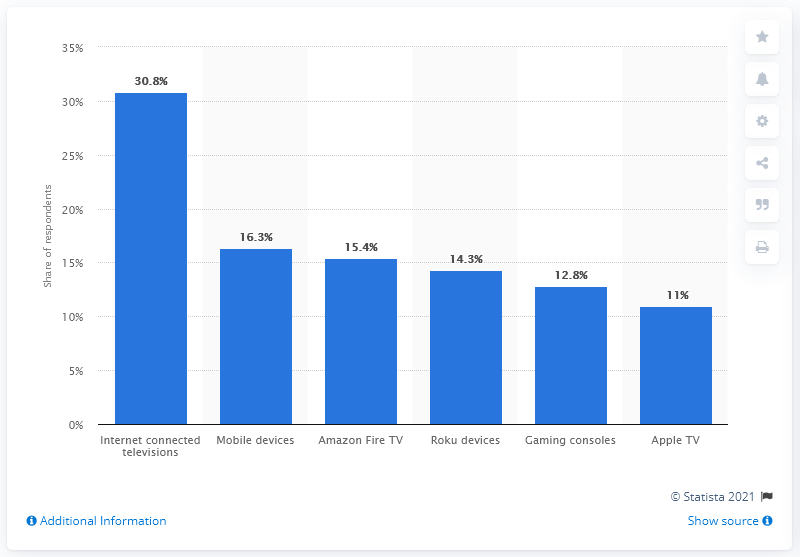 35%
30%
25%
20%
15%
10%
5%
0%
Share of respondents
30.8%
16.3%
15.4%
14.3%
12.8%
11%
Internet connected
televisions
Mobile devices
Amazon Fire TV
Roku devices
Gaming consoles
Apple TV
© Statista 2021
Additional Information
Show source